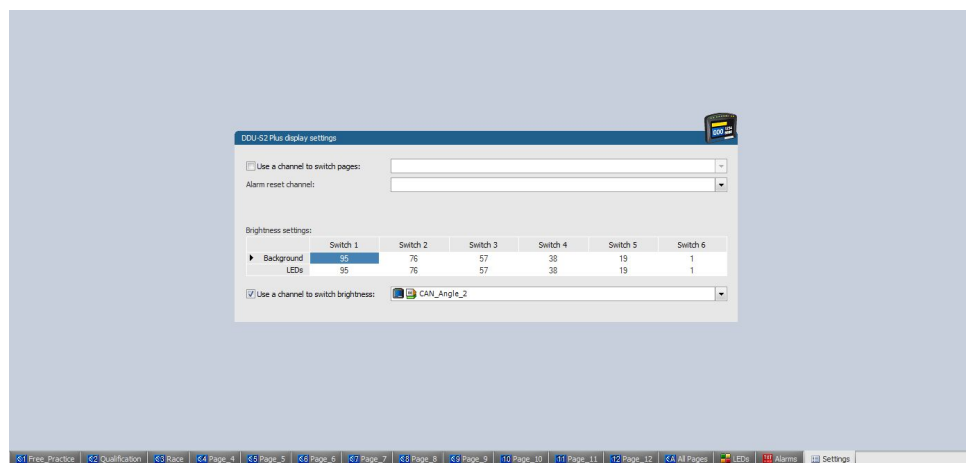 DDU-S2 Plus display settings
Use a channel to switch pages:
Alarm reset channel:
Brightness settings:
Switch 1 Switch 2 Switch 3 Switch 4 Switch 5 Switch 6
Background 95 76 57 38 19 1
LEDs 95 76 57 38 19 1
Use a channel to switch brightness: CAN_Angle_2
1 Free_Practice 2 Qualification 3 Race 4 Page_4 5 Page_5 6 Page_6 7 Page_7 8 Page_8 9 Page_9 10 Page_10 11 Page_11 12 Page_12 A All Pages LEDs Alarms Settings